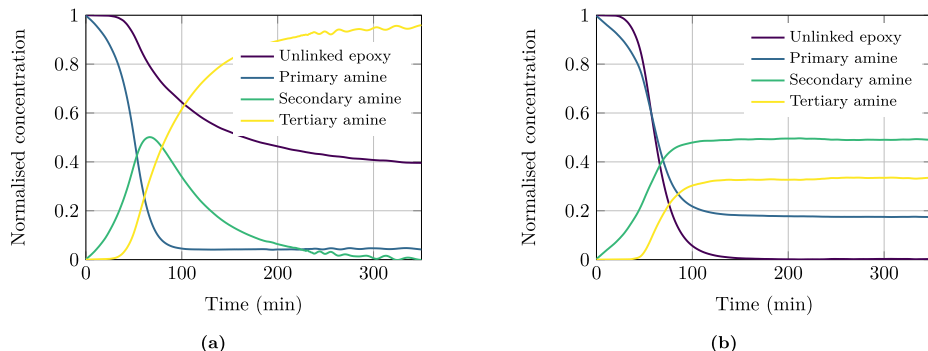 Normalised concentration
1
0.8
0.6
0.4
0.2
0
0
100
200
300
Time (min)
Unlinked epoxy
Primary amine
Secondary amine
Tertiary amine
(a)
Normalised concentration
1
0.8
0.6
0.4
0.2
0
0
100
200
300
Time (min)
Unlinked epoxy
Primary amine
Secondary amine
Tertiary amine
(b)